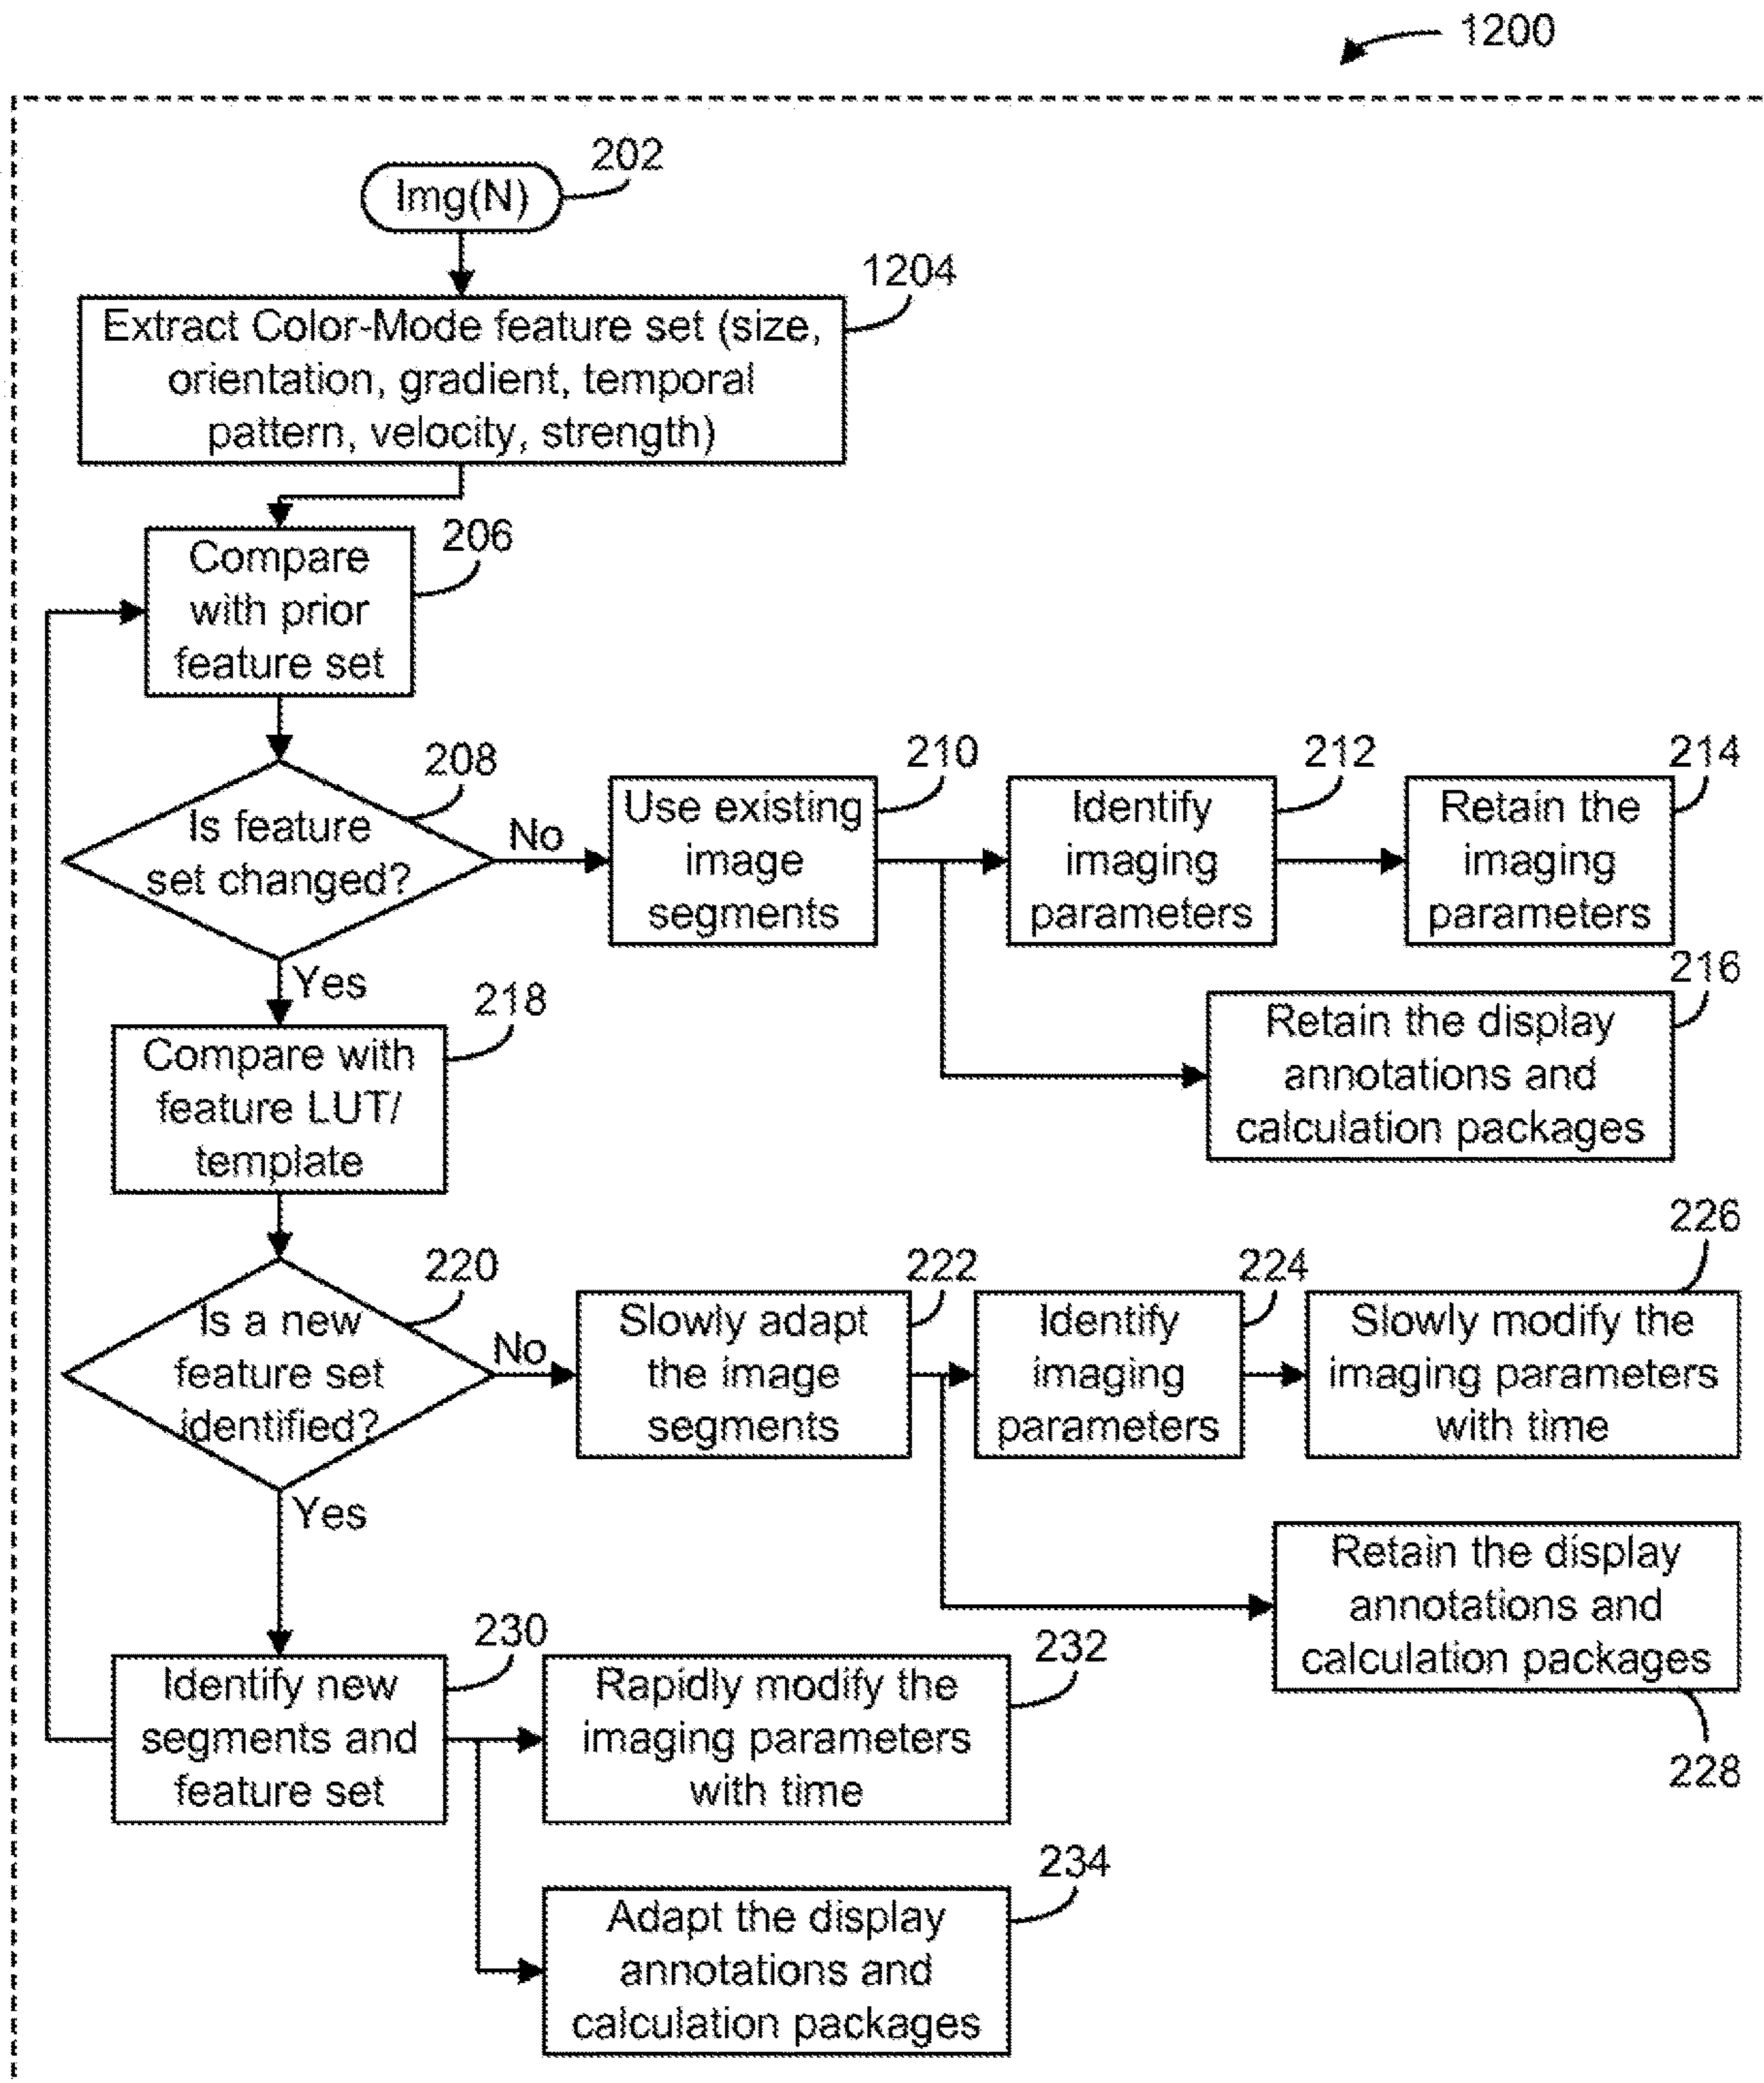 1200
202
Img(N)
1204
Extract Color-Mode feature set (size,
orientation, gradient, temporal
pattern, velocity, strength)
206
Compare
with prior
feature set
208
Is feature
set changed?
No
Yes
210
Use existing
image
segments
212
Identify
imaging
parameters
214
Retain the
imaging
parameters
216
Retain the display
annotations and
calculation packages
218
Compare with
feature LUT/
template
220
Is a new
feature set
identified?
No
Yes
222
Slowly adapt
the image
segments
224
Identify
imaging
parameters
226
Slowly modify the
imaging parameters
with time
Retain the display
annotations and
calculation packages
228
230
Identify new
segments and
feature set
232
Rapidly modify the
imaging parameters
with time
234
Adapt the display
annotations and
calculation packages